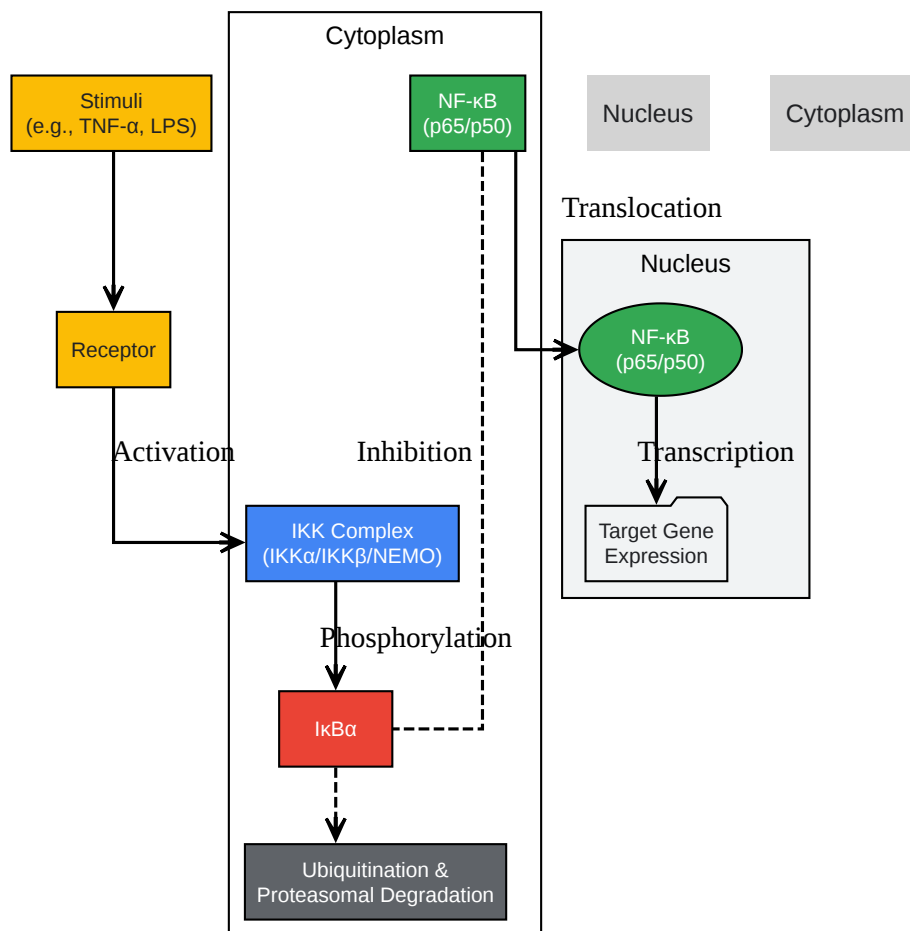 Cytoplasm
Stimuli
(e.g., TNF-α, LPS)
NF-κB
(p65/p50)
Nucleus
Cytoplasm
Translocation
Nucleus
Receptor
NF-κB
(p65/p50)
Activation
Inhibition
Transcription
IKK Complex
(IKKα/IKKβ/NEMO)
Target Gene
Expression
Phosphorylation
IκBα
Ubiquitination &
Proteasomal Degradation